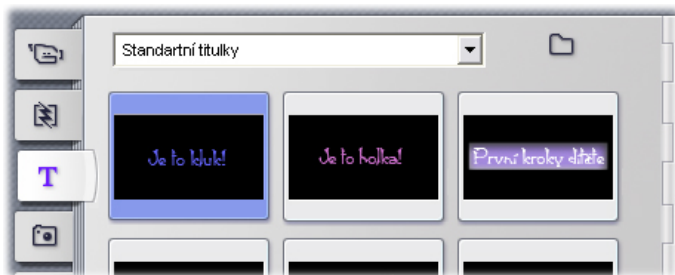 Standartní titulky
T
Je to kluk!
Je to holka!
První kroky dítěte